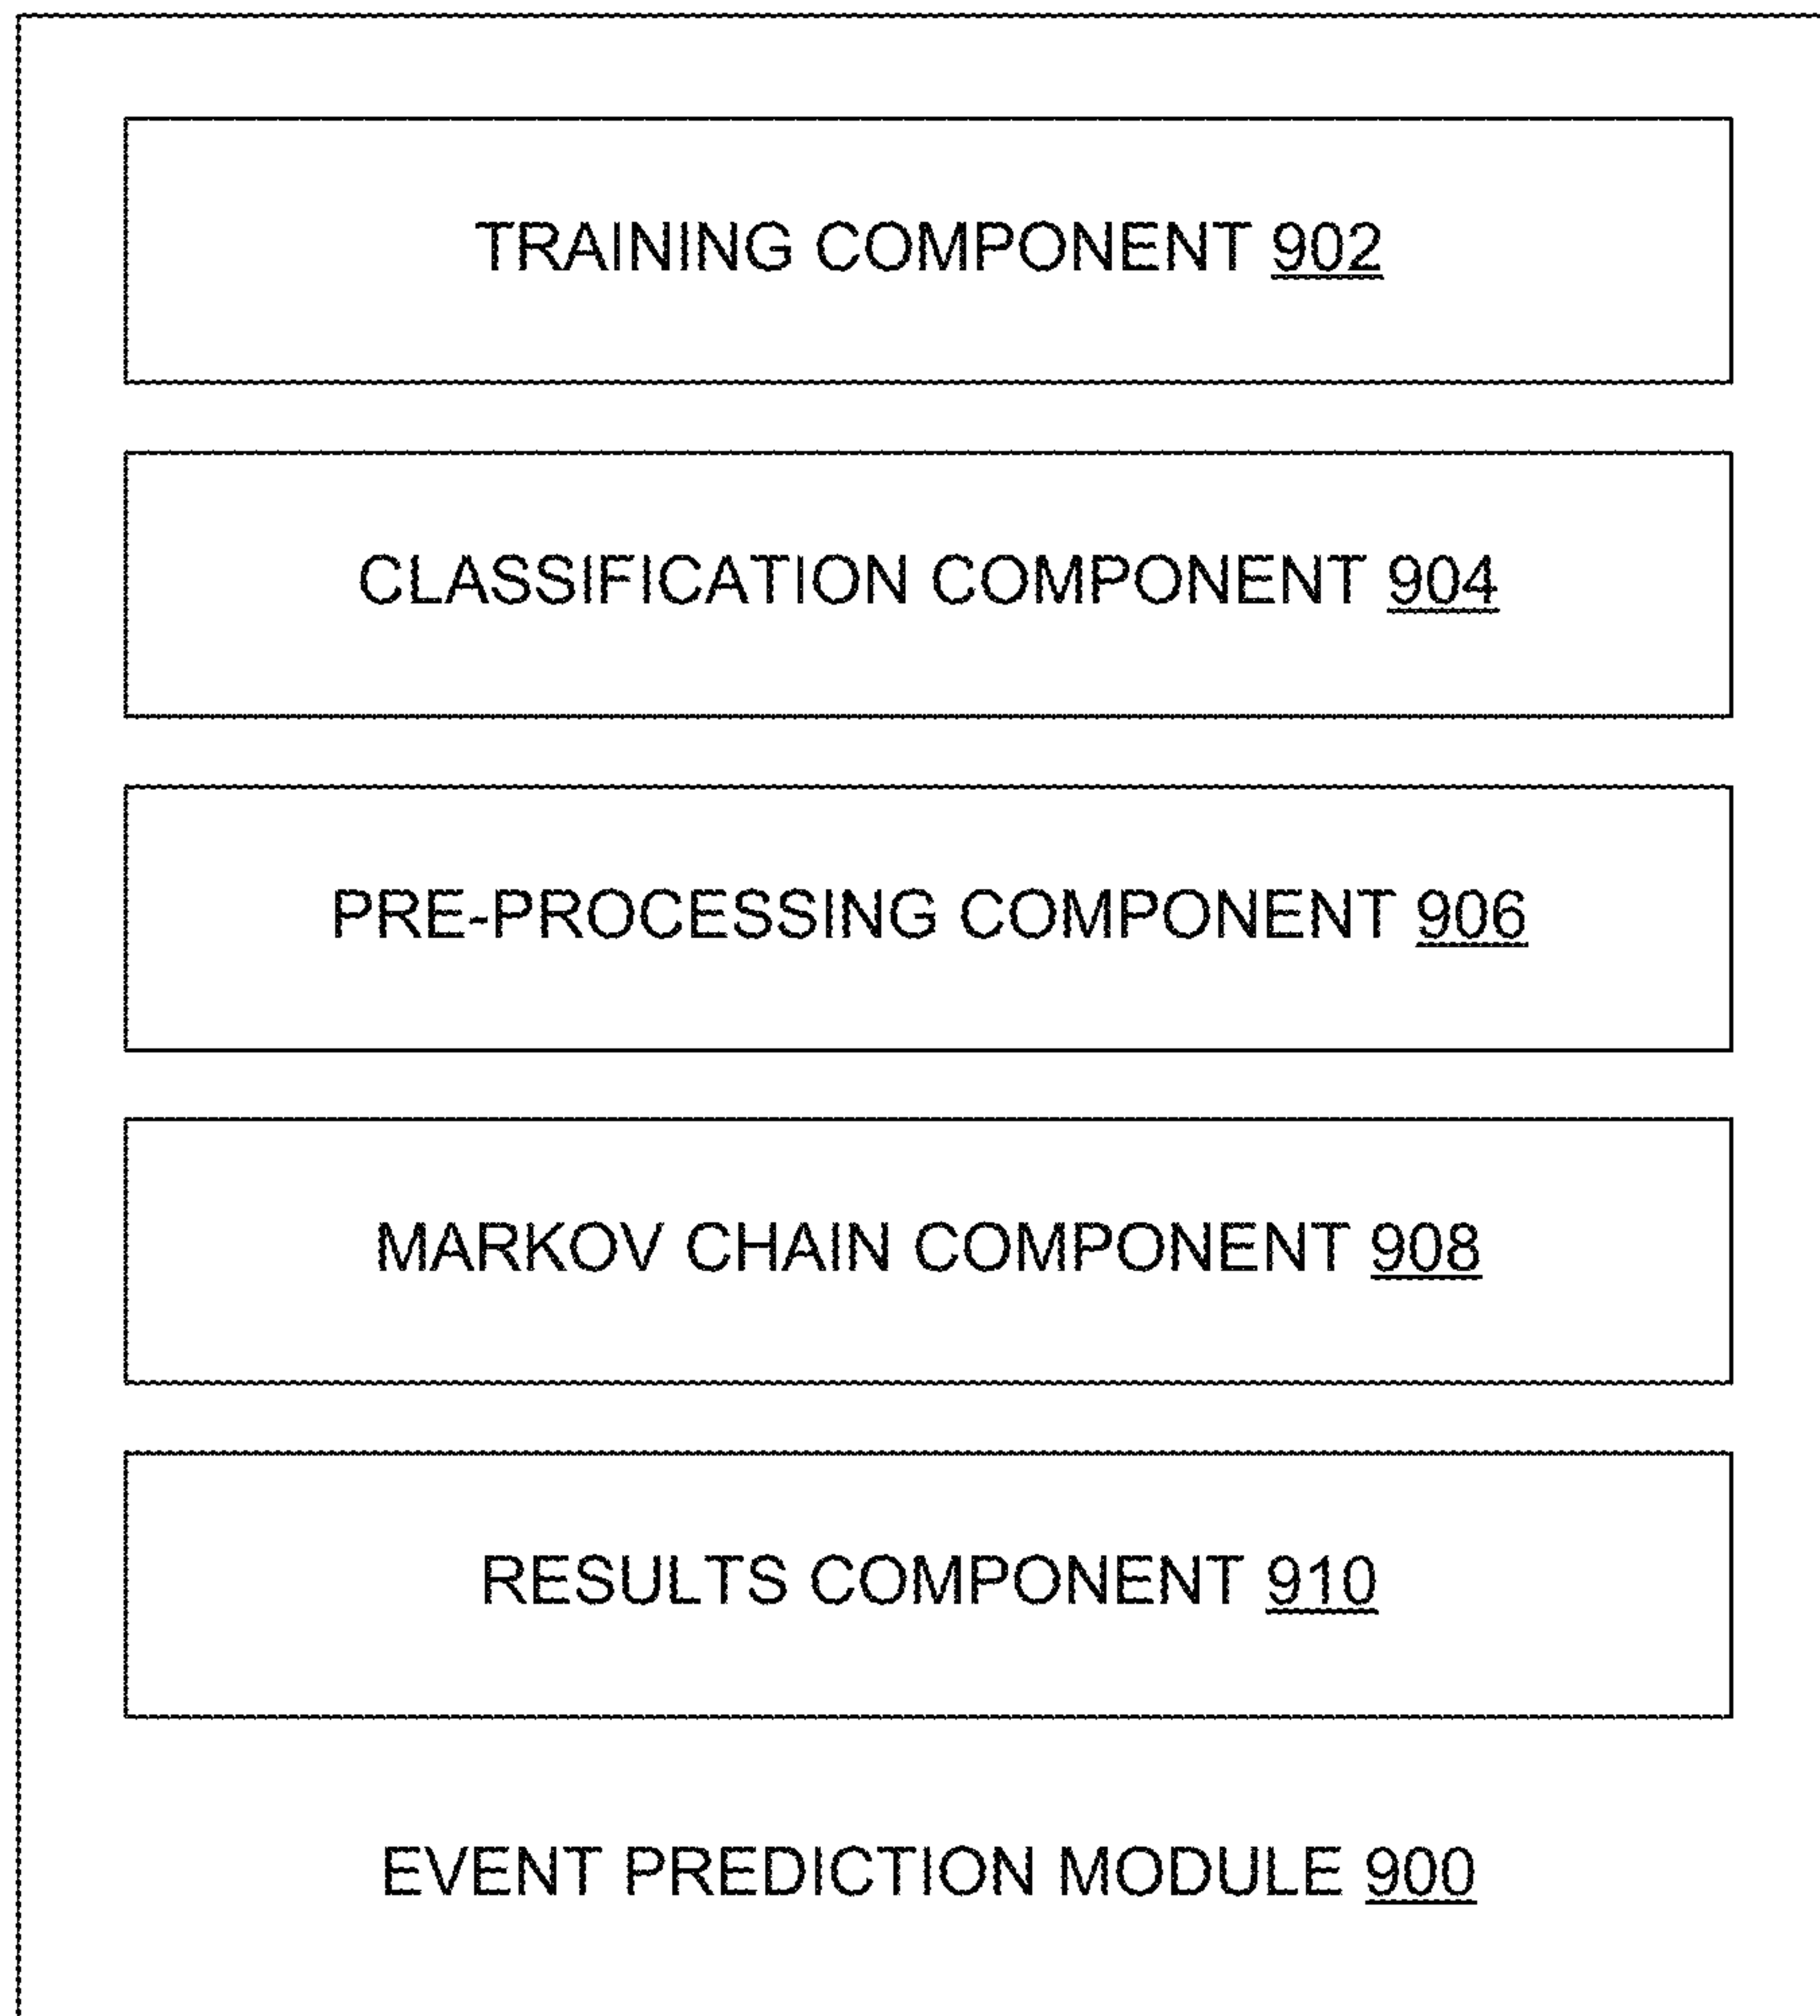 TRAINING COMPONENT 902
CLASSIFICATION COMPONENT 904
PRE-PROCESSING COMPONENT 906
MARKOV CHAIN COMPONENT 908
RESULTS COMPONENT 910
EVENT PREDICTION MODULE 900